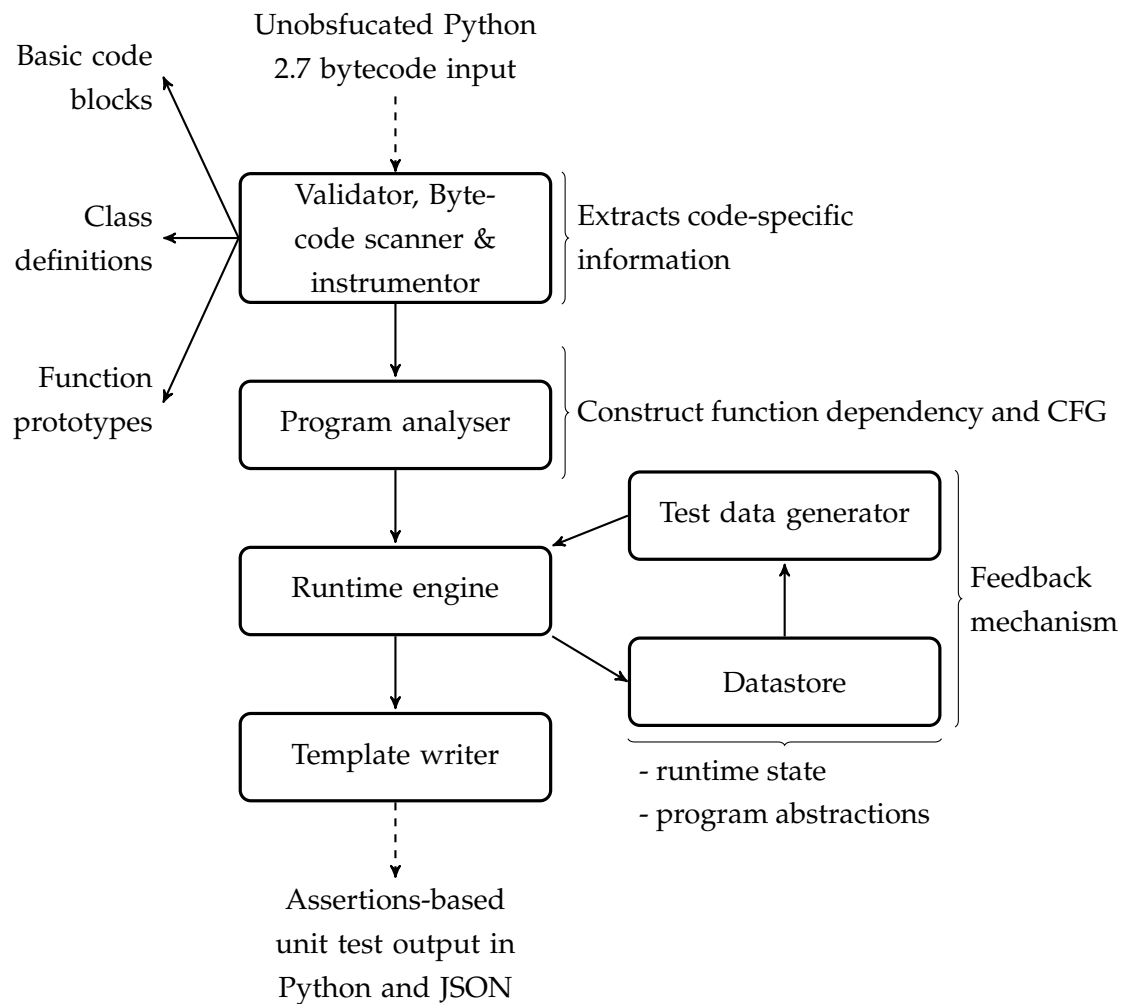 Unobsfucated Python
2.7 bytecode input
Basic code
blocks
Class
definitions
Function
prototypes
Validator, Byte-
code scanner &
instrumentor
Extracts code-specific
information
Program analyser
Construct function dependency and CFG
Test data generator
Runtime engine
Feedback
mechanism
Datastore
- runtime state
- program abstractions
Template writer
Assertions-based
unit test output in
Python and JSON